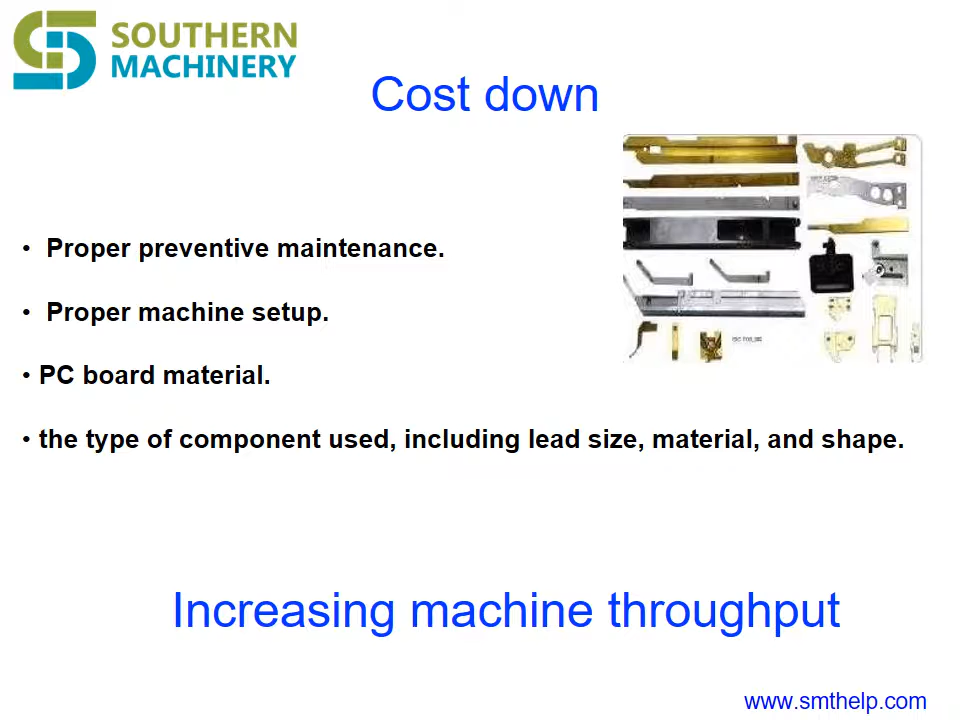 SOUTHERN
MACHINERY
Cost down
• Proper preventive maintenance.
• Proper machine setup.
• PC board material.
• the type of component used, including lead size, material, and shape.
Increasing machine throughput
www.smthelp.com